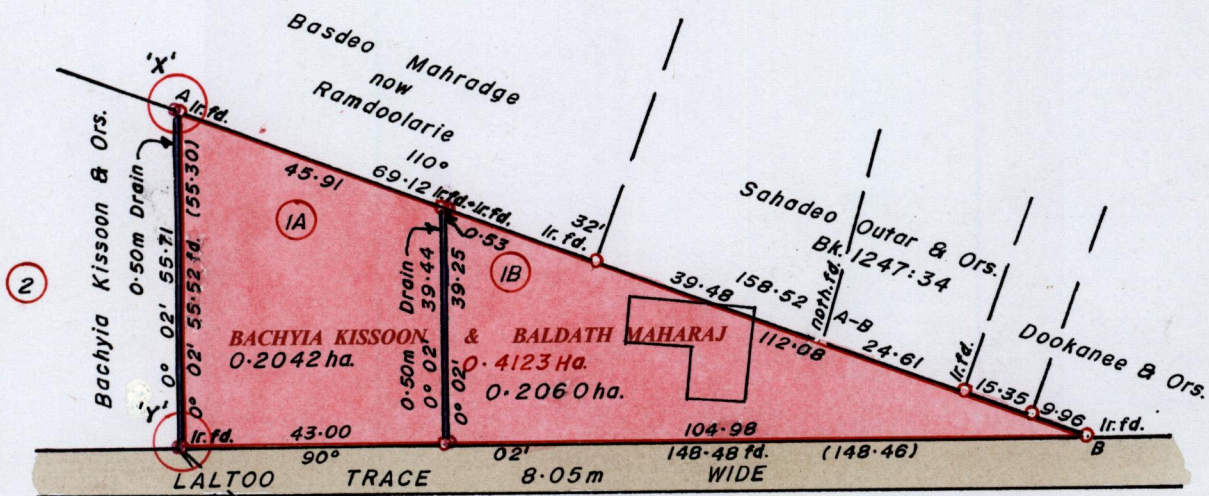 'X'
A Ir.fd.
Basdeo Mahradge
now
Ramdoolarie
110°
32'
45.91
69.12
Ir.fd. Ir.fd.
0.53
Ir.fd.
Bachyia Kissoon & Ors.
0.50m Drain
0° 02' 55.71
0° 02' 55.52 fd. (55.30)
1A
2
0.50m Drain
0° 02' 39.44
0° 02' 39.25
1B
Sahadeo Outar & Ors.
Bk. 1247:34
39.48
158.52
noth.fd.
A-B
112.08
24.61
Ir.fd.
15.35
9.96
Dookanee & Ors.
Ir.fd.
B
BACHYIA KISSOON & BALDATH MAHARAJ
0.2042 ha.
0.4123 Ha.
0.2060 ha.
'Y'
Ir.fd.
43.00
104.98
90° 02' 148.48 fd. (148.46)
LALTOO TRACE 8.05m WIDE